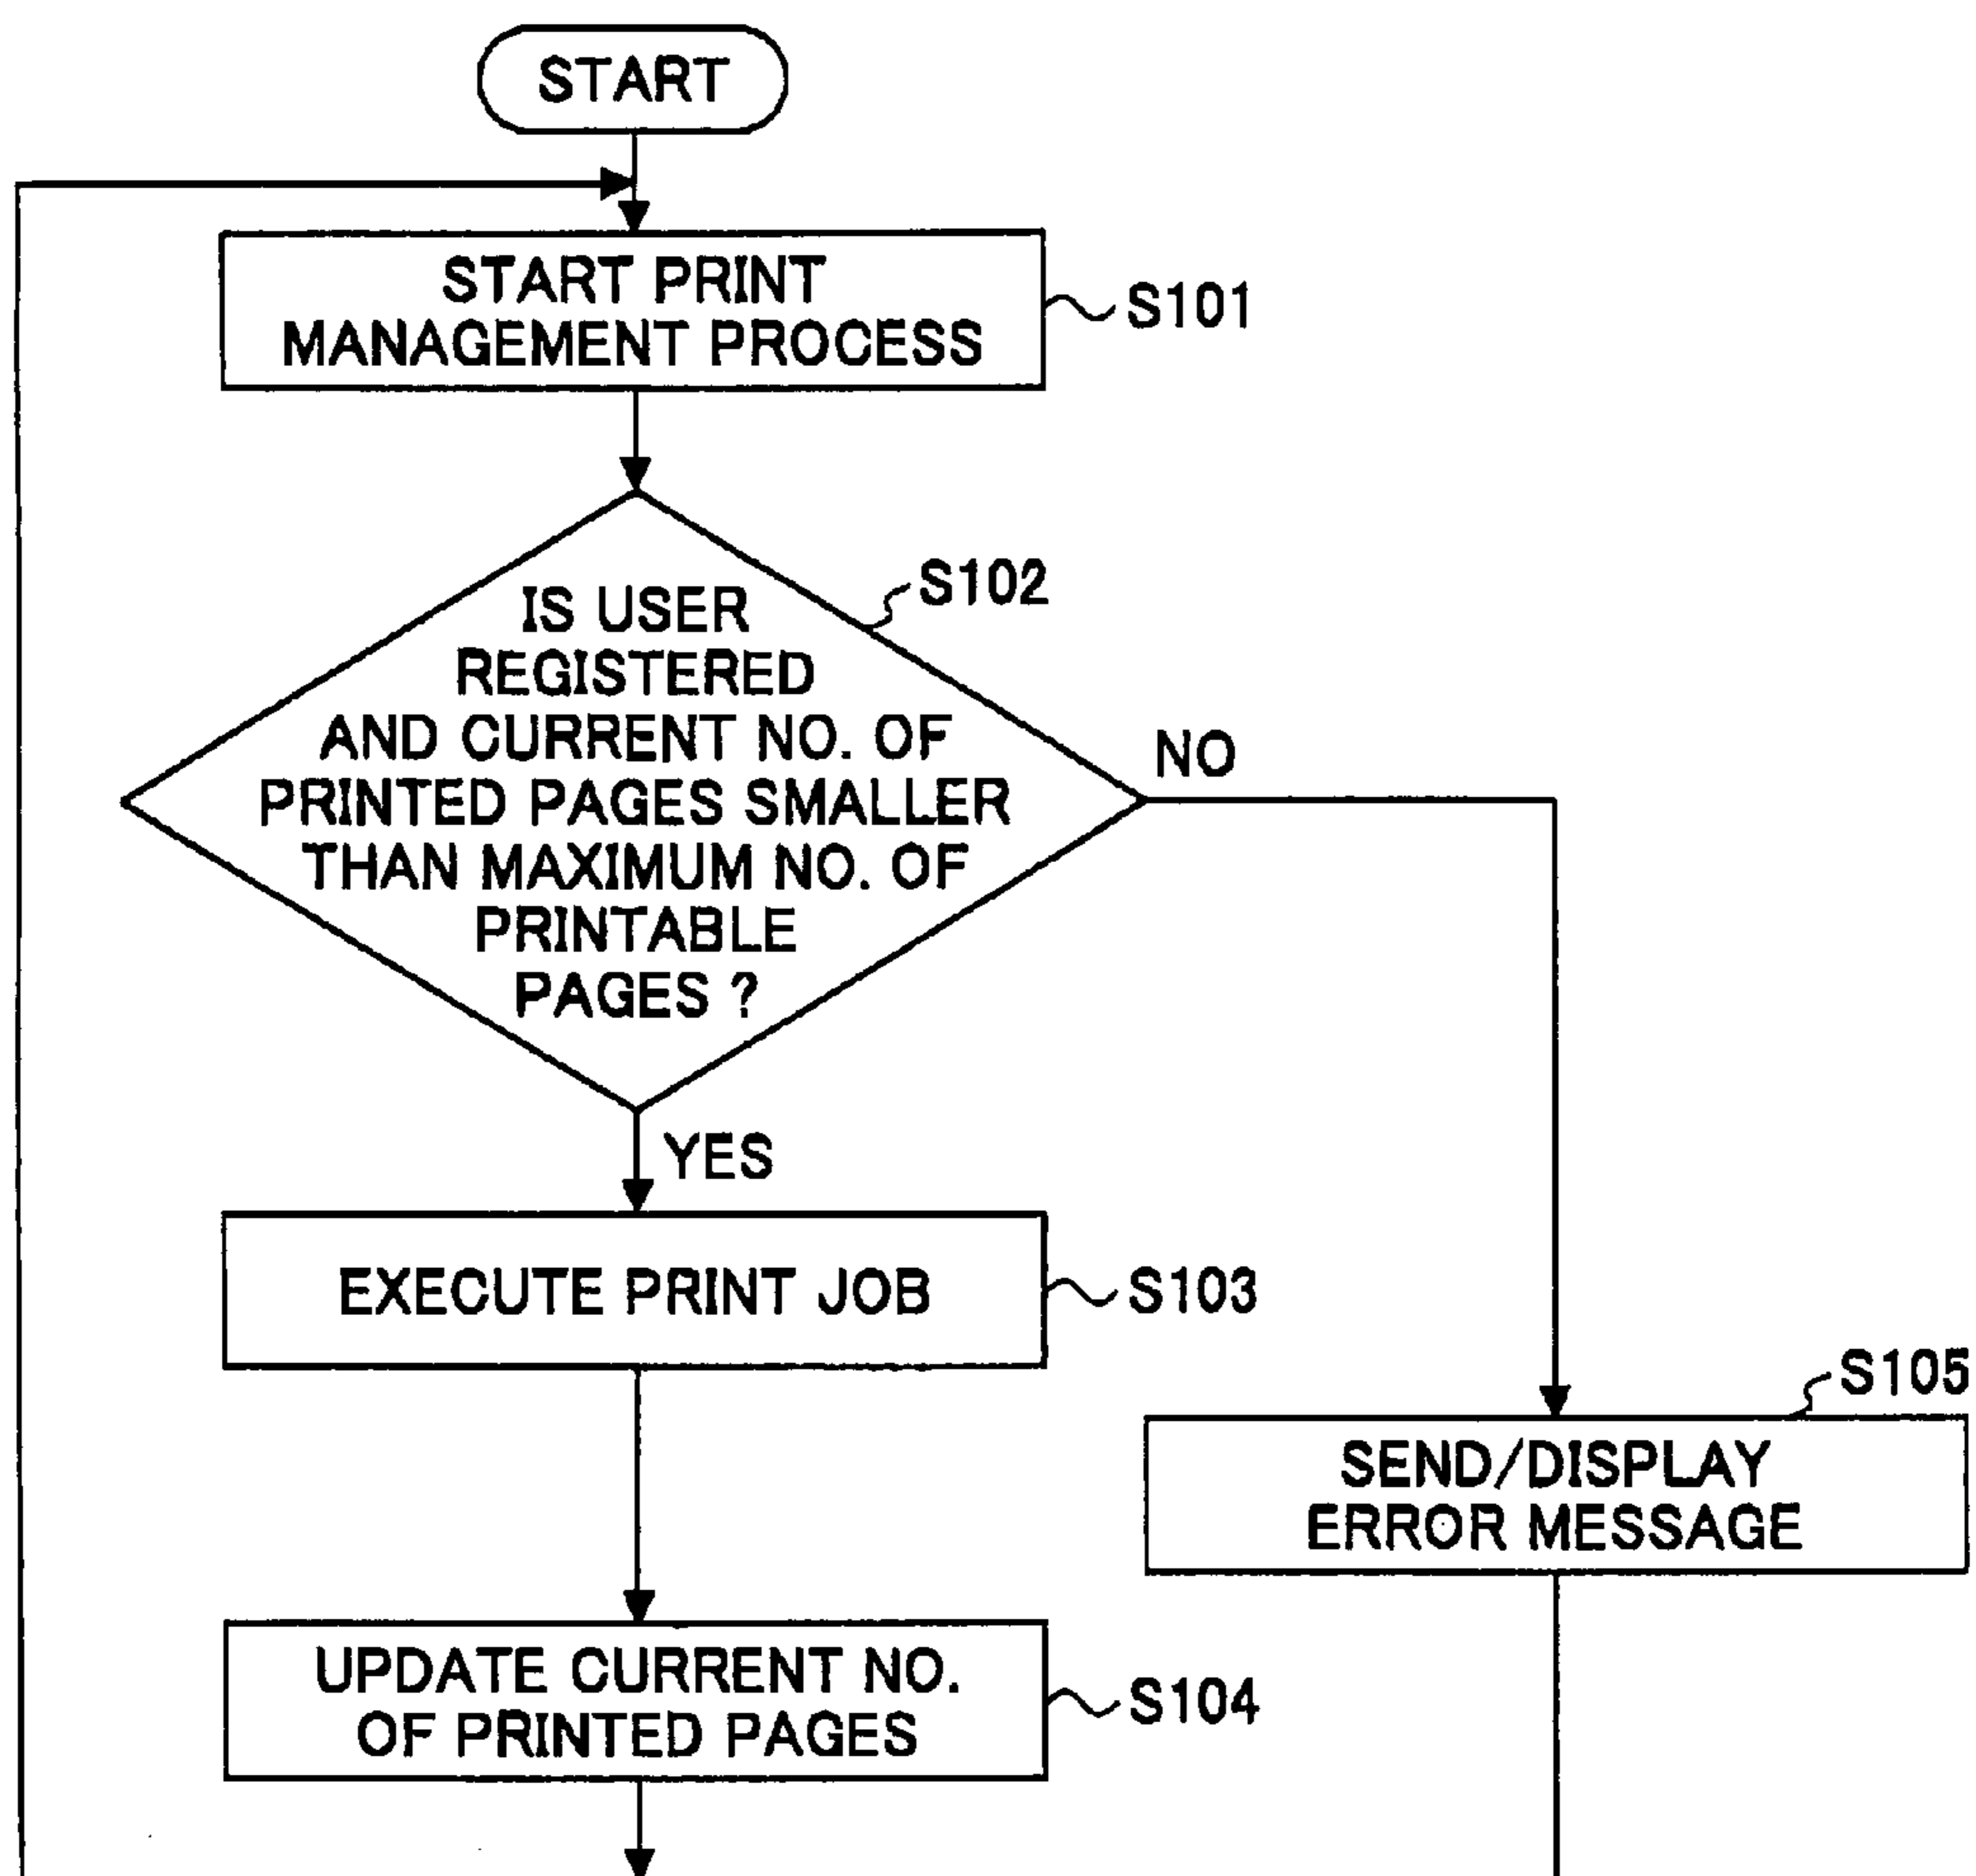 START
START PRINT
MANAGEMENT PROCESS
S101
S102
IS USER
REGISTERED
AND CURRENT NO. OF
PRINTED PAGES SMALLER
THAN MAXIMUM NO. OF
PRINTABLE
PAGES ?
NO
YES
EXECUTE PRINT JOB
S103
S105
SEND/DISPLAY
ERROR MESSAGE
UPDATE CURRENT NO.
OF PRINTED PAGES
S104